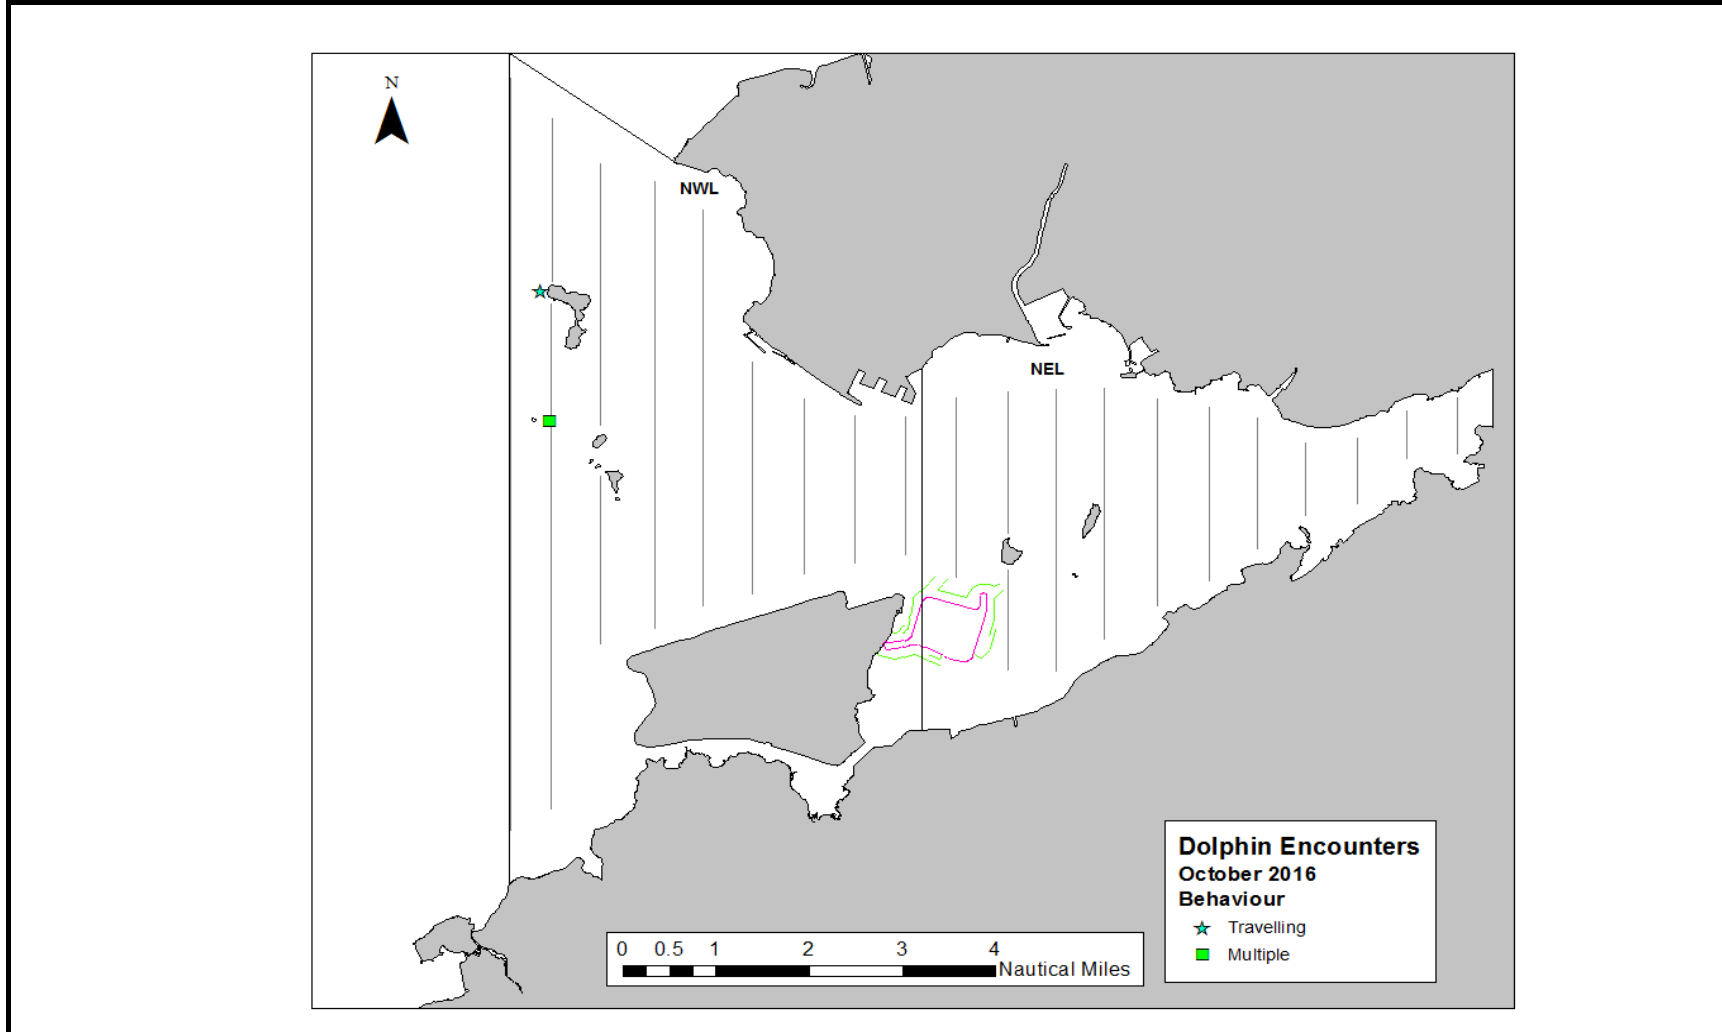 N
NWL
NEL
Dolphin Encounters
October 2016
Behaviour
Travelling
Multiple
0 0.5 1 2 3 4
Nautical Miles